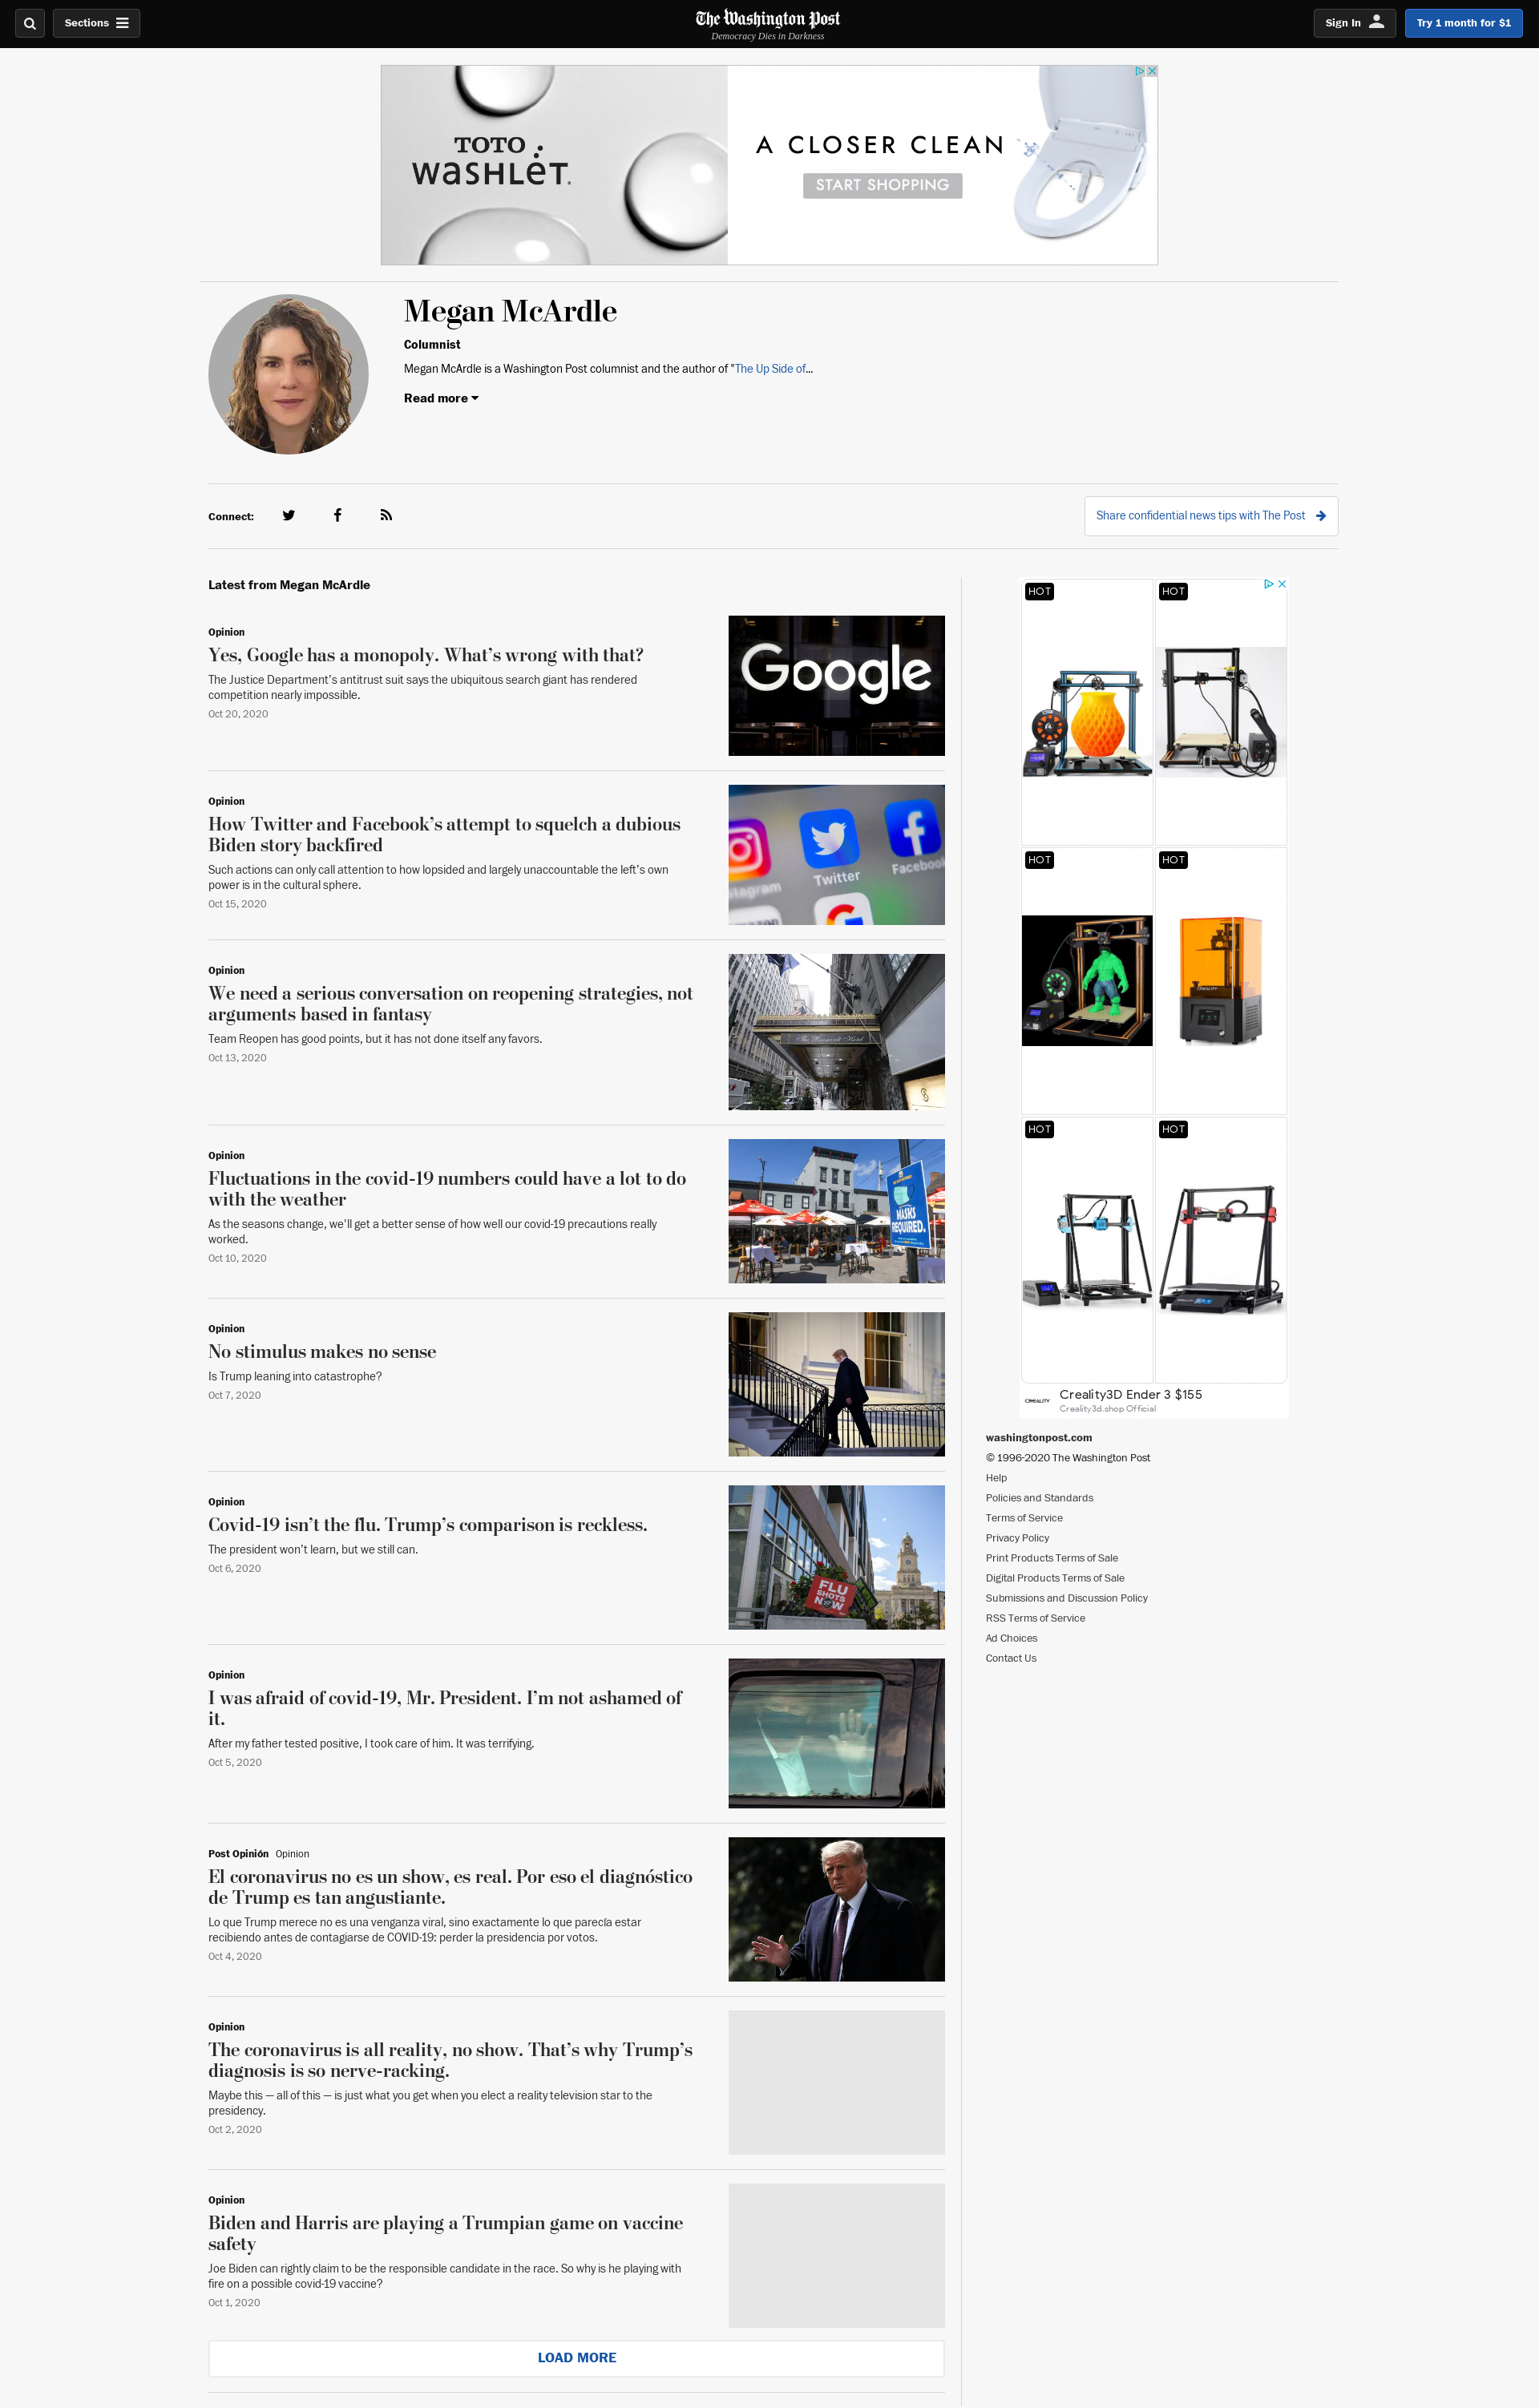 Sections
The Washington Post
Democracy Dies in Darkness
Sign In
Try 1 month for $1
TOTO
WASHLET
A CLOSER CLEAN
START SHOPPING
Megan McArdle
Columnist
Megan McArdle is a Washington Post columnist and the author of "The Up Side of...
Read more
Connect:
Share confidential news tips with The Post
Latest from Megan McArdle
Opinion
Yes, Google has a monopoly. What’s wrong with that?
The Justice Department’s antitrust suit says the ubiquitous search giant has rendered
competition nearly impossible.
Oct 20, 2020
Google
Opinion
How Twitter and Facebook’s attempt to squelch a dubious
Biden story backfired
Such actions can only call attention to how lopsided and largely unaccountable the left’s own
power is in the cultural sphere.
Oct 15, 2020
stagram
Twitter
Facebook
Opinion
We need a serious conversation on reopening strategies, not
arguments based in fantasy
Team Reopen has good points, but it has not done itself any favors.
Oct 13, 2020
The Roosevelt Hotel
Opinion
Fluctuations in the covid-19 numbers could have a lot to do
with the weather
As the seasons change, we’ll get a better sense of how well our covid-19 precautions really
worked.
Oct 10, 2020
MASKS
REQUIRED.
Opinion
No stimulus makes no sense
Is Trump leaning into catastrophe?
Oct 7, 2020
Opinion
Covid-19 isn’t the flu. Trump’s comparison is reckless.
The president won’t learn, but we still can.
Oct 6, 2020
FLU
SHOTS
NOW
Opinion
I was afraid of covid-19, Mr. President. I’m not ashamed of
it.
After my father tested positive, I took care of him. It was terrifying.
Oct 5, 2020
Post Opinión Opinion
El coronavirus no es un show, es real. Por eso el diagnóstico
de Trump es tan angustiante.
Lo que Trump merece no es una venganza viral, sino exactamente lo que parecía estar
recibiendo antes de contagiarse de COVID-19: perder la presidencia por votos.
Oct 4, 2020
Opinion
The coronavirus is all reality, no show. That’s why Trump’s
diagnosis is so nerve-racking.
Maybe this — all of this — is just what you get when you elect a reality television star to the
presidency.
Oct 2, 2020
Opinion
Biden and Harris are playing a Trumpian game on vaccine
safety
Joe Biden can rightly claim to be the responsible candidate in the race. So why is he playing with
fire on a possible covid-19 vaccine?
Oct 1, 2020
LOAD MORE
HOT
HOT
HOT
HOT
CREALITY
HOT
HOT
CREALITY
Creality3D Ender 3 $155
Creality3d.shop Official
washingtonpost.com
© 1996-2020 The Washington Post
Help
Policies and Standards
Terms of Service
Privacy Policy
Print Products Terms of Sale
Digital Products Terms of Sale
Submissions and Discussion Policy
RSS Terms of Service
Ad Choices
Contact Us